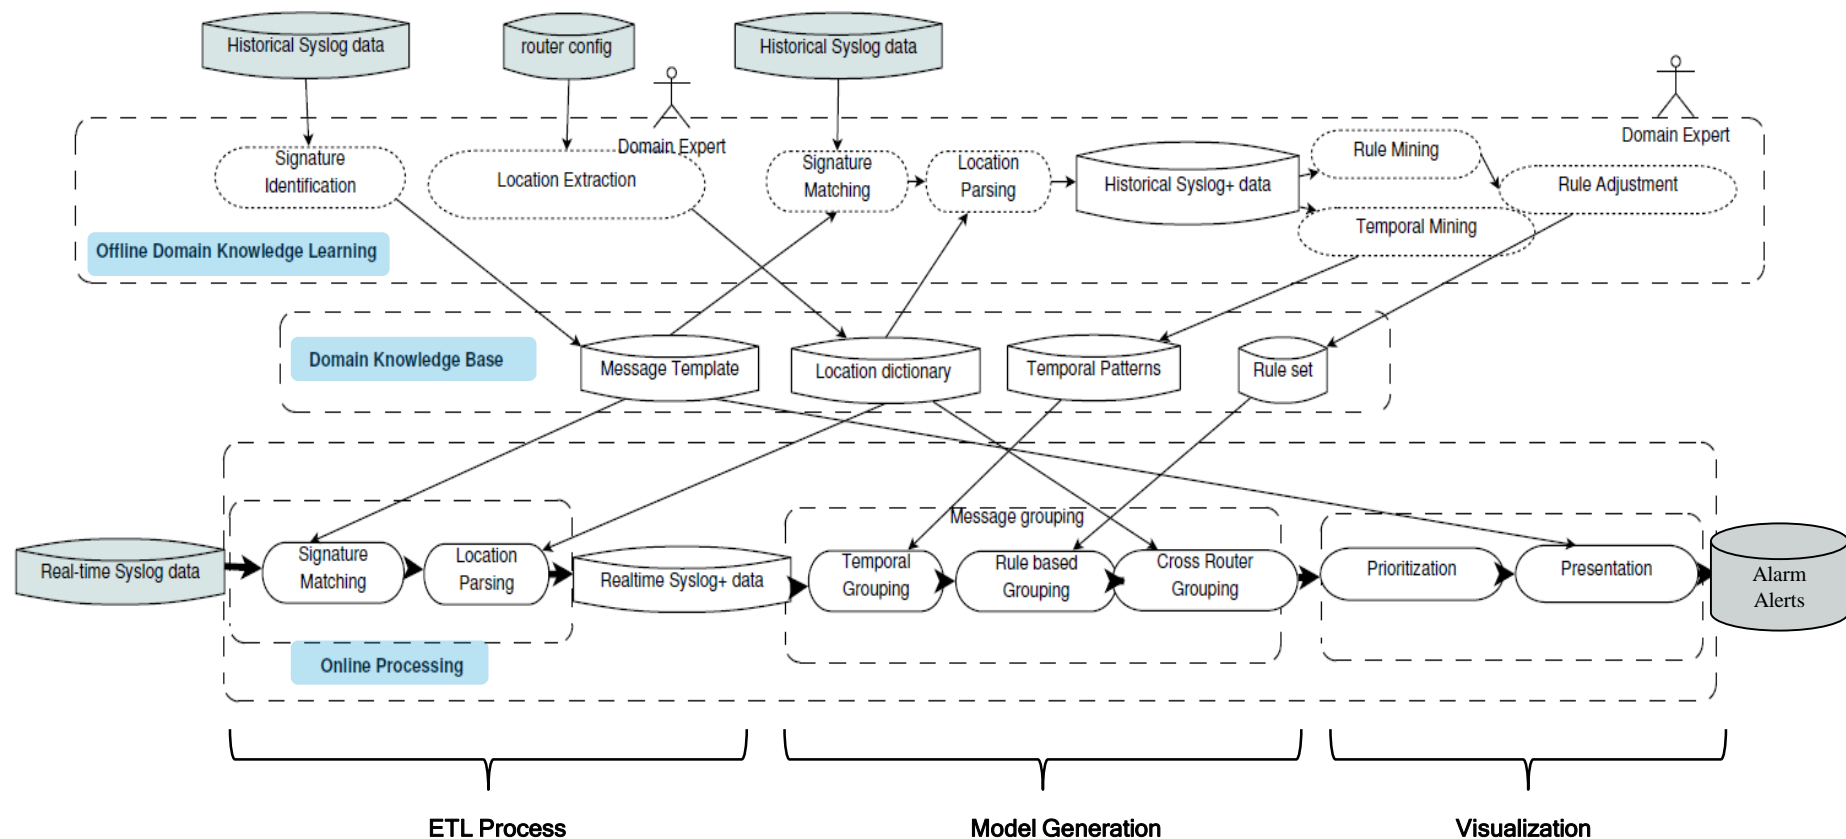 Historical Syslog data
router config
Historical Syslog data
Domain Expert
Domain Expert
Signature
Identification
Location Extraction
Signature
Matching
Location
Parsing
Historical Syslog+ data
Rule Mining
Rule Adjustment
Temporal Mining
Offline Domain Knowledge Learning
Domain Knowledge Base
Message Template
Location dictionary
Temporal Patterns
Rule set
Message grouping
Real-time Syslog data
Signature
Matching
Location
Parsing
Realtime Syslog+ data
Temporal
Grouping
Rule based
Grouping
Cross Router
Grouping
Prioritization
Presentation
Alarm
Alerts
Online Processing
ETL Process
Model Generation
Visualization